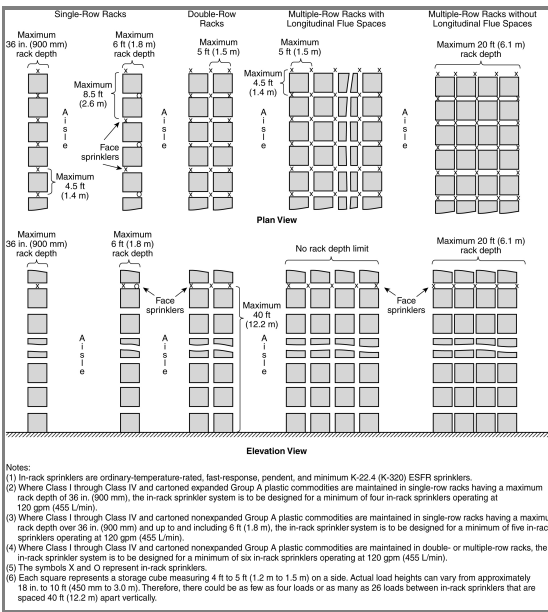 Single-Row Racks
Double-Row
Racks
Multiple-Row Racks with
Longitudinal Flue Spaces
Multiple-Row Racks without
Longitudinal Flue Spaces
Maximum
36 in. (900 mm)
rack depth
Maximum
6 ft (1.8 m)
rack depth
Maximum
5 ft (1.5 m)
Maximum
5 ft (1.5 m)
Maximum 20 ft (6.1 m)
rack depth
Maximum
8.5 ft
(2.6 m)
Maximum
4.5 ft
(1.4 m)
Aisle
Aisle
Aisle
Aisle
Face
sprinklers
Maximum
4.5 ft
(1.4 m)
Plan View
Maximum
36 in. (900 mm)
rack depth
Maximum
6 ft (1.8 m)
rack depth
No rack depth limit
Maximum 20 ft (6.1 m)
rack depth
Face
sprinklers
Maximum
40 ft
(12.2 m)
Face
sprinklers
Aisle
Aisle
Aisle
Aisle
Elevation View
Notes:
(1) In-rack sprinklers are ordinary-temperature-rated, fast-response, pendent, and minimum K-22.4 (K-320) ESFR sprinklers.
(2) Where Class I through Class IV and cartoned expanded Group A plastic commodities are maintained in single-row racks having a maximum
rack depth of 36 in. (900 mm), the in-rack sprinkler system is to be designed for a minimum of four in-rack sprinklers operating at
120 gpm (455 L/min).
(3) Where Class I through Class IV and cartoned nonexpanded Group A plastic commodities are maintained in single-row racks having a maximu
rack depth over 36 in. (900 mm) and up to and including 6 ft (1.8 m), the in-rack sprinkler system is to be designed for a minimum of five in-rac
sprinklers operating at 120 gpm (455 L/min).
(4) Where Class I through Class IV and cartoned nonexpanded Group A plastic commodities are maintained in double- or multiple-row racks, the
in-rack sprinkler system is to be designed for a minimum of six in-rack sprinklers operating at 120 gpm (455 L/min).
(5) The symbols X and O represent in-rack sprinklers.
(6) Each square represents a storage cube measuring 4 ft to 5 ft (1.2 m to 1.5 m) on a side. Actual load heights can vary from approximately
18 in. to 10 ft (450 mm to 3.0 m). Therefore, there could be as few as four loads or as many as 26 loads between in-rack sprinklers that are
spaced 40 ft (12.2 m) apart vertically.